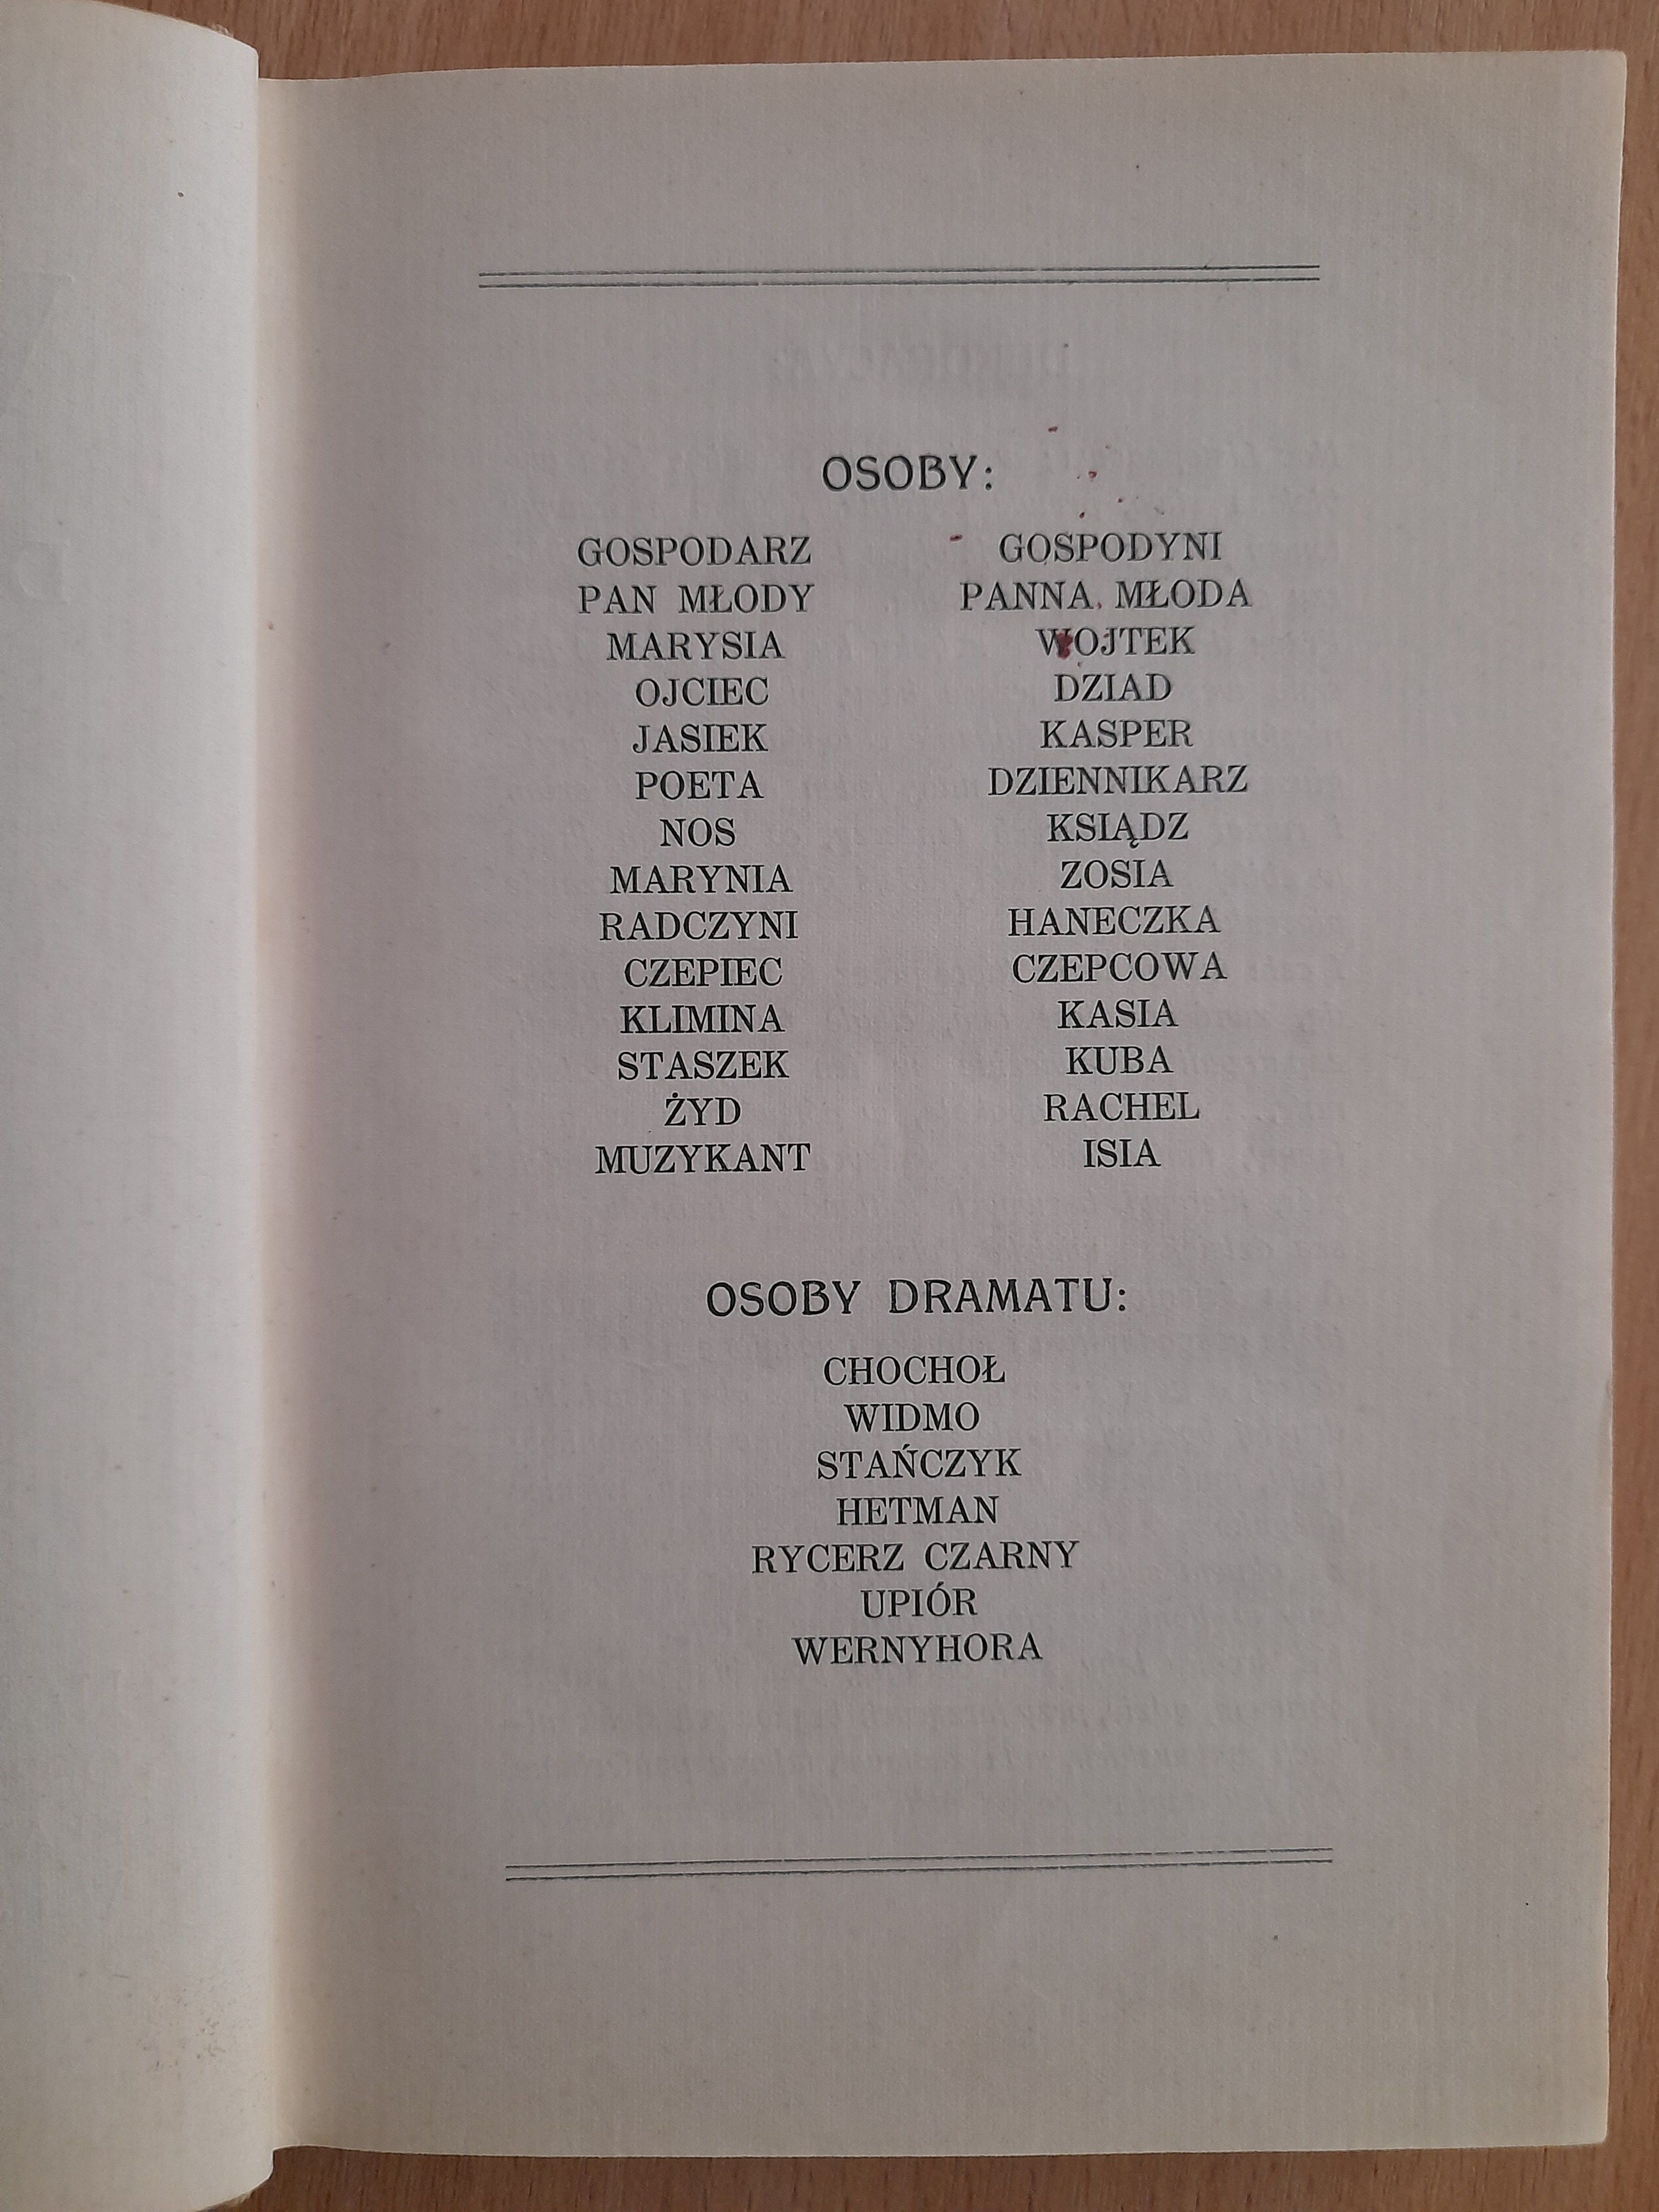 OSOBY:
GOSPODARZ GOSPODYNI
PAN MŁODY PANNA MŁODA
MARYSIA WOJTEK
OJCIEC DZIAD
JASIEK KASPER
POETA DZIENNIKARZ
NOS KSIĄDZ
MARYNIA ZOSIA
RADCZYNI HANECZKA
CZEPIEC CZEPCOWA
KLIMINA KASIA
STASZEK KUBA
ŻYD RACHEL
MUZYKANT ISIA
OSOBY DRAMATU:
CHOCHOŁ
WIDMO
STAŃCZYK
HETMAN
RYCERZ CZARNY
UPIÓR
WERNYHORA